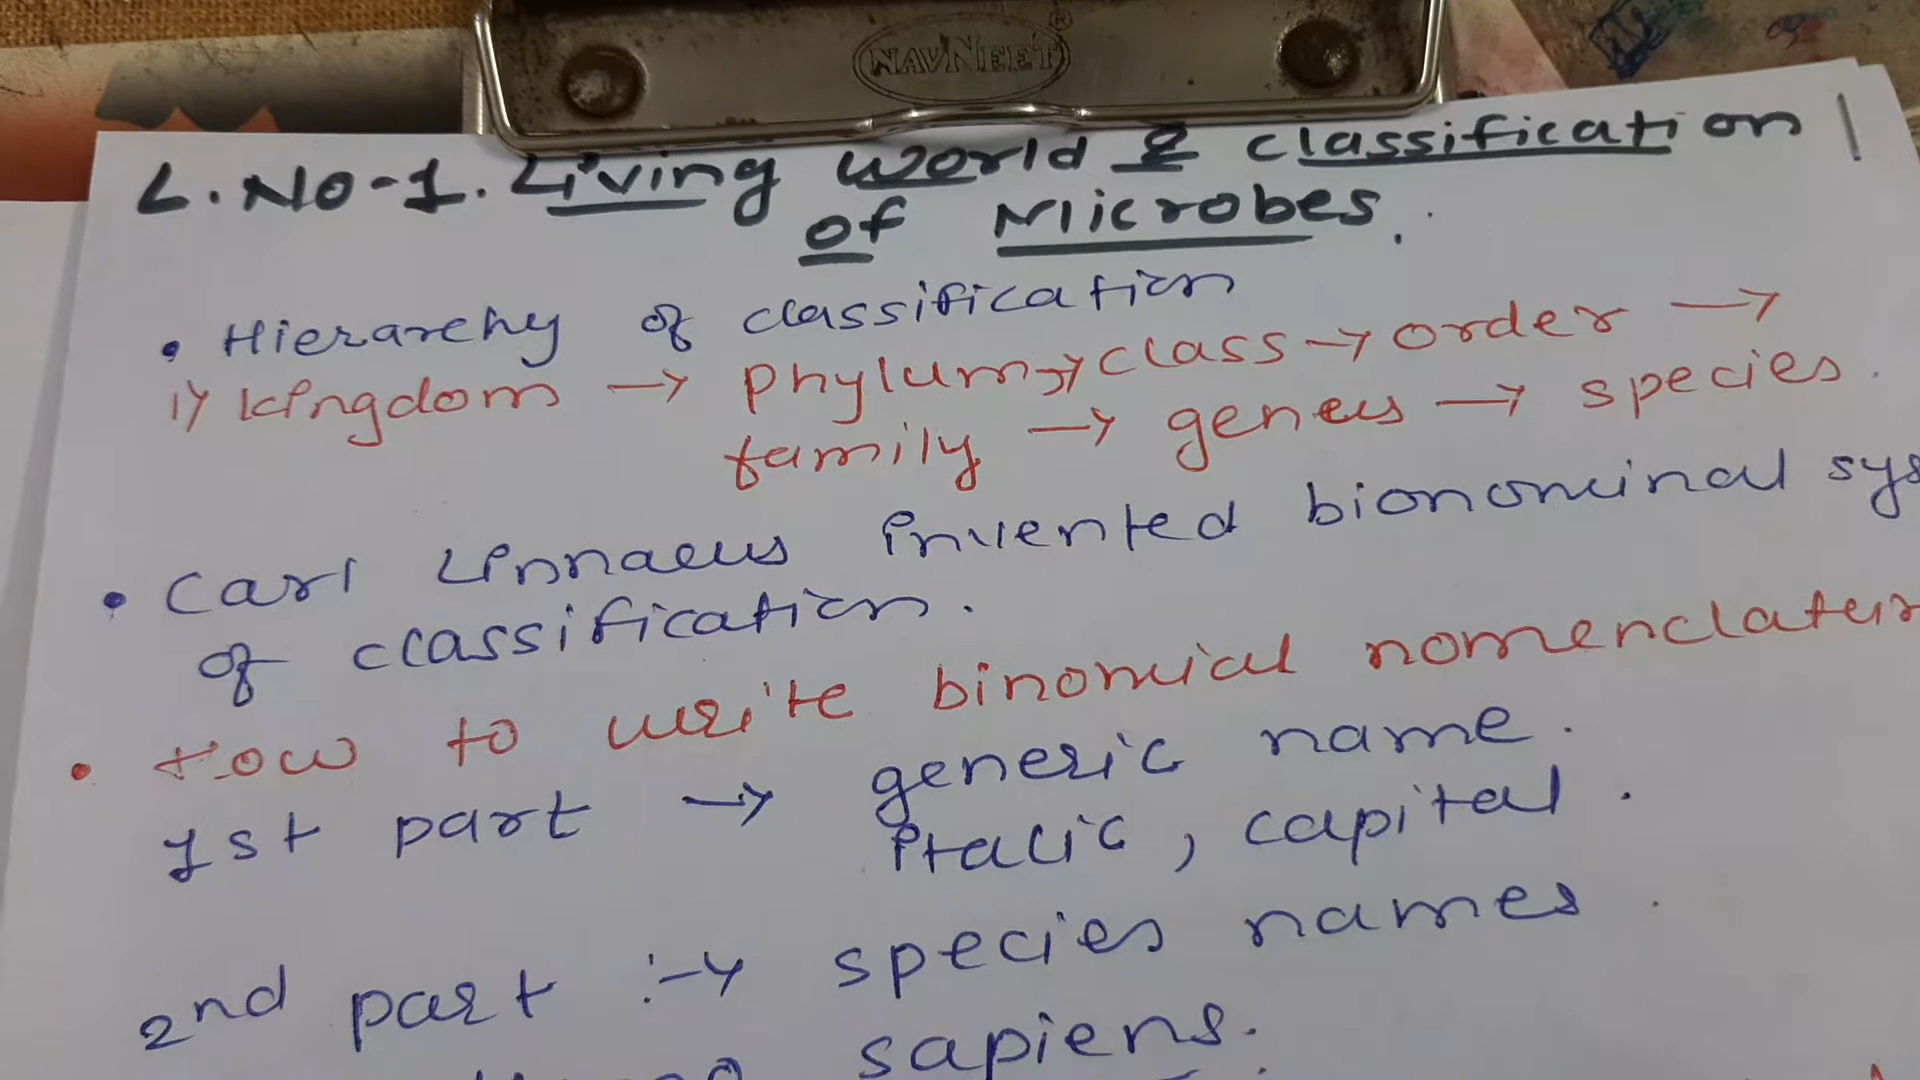 NAVNEET
L.No-1. Living world & classification
of Microbes.
• Hierarchy of classification
1) kingdom → phylum → class → order →
family → genus → species.
• Carl Linnaeus invented bionominal sys
of classification.
• How to write binomial nomenclatur
1st part → generic name.
italic, capital.
2nd part :→ species names.
sapiens.